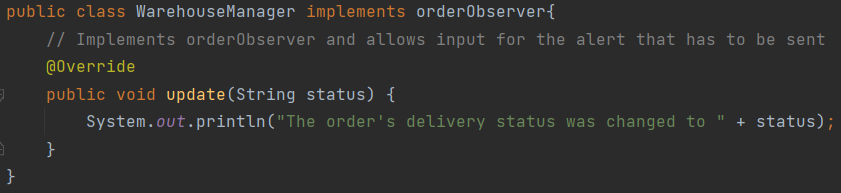 public class WarehouseManager implements orderObserver{
// Implements orderObserver and allows input for the alert that has to be sent
@Override
public void update(String status) {
System.out.println("The order's delivery status was changed to " + status);
}
}